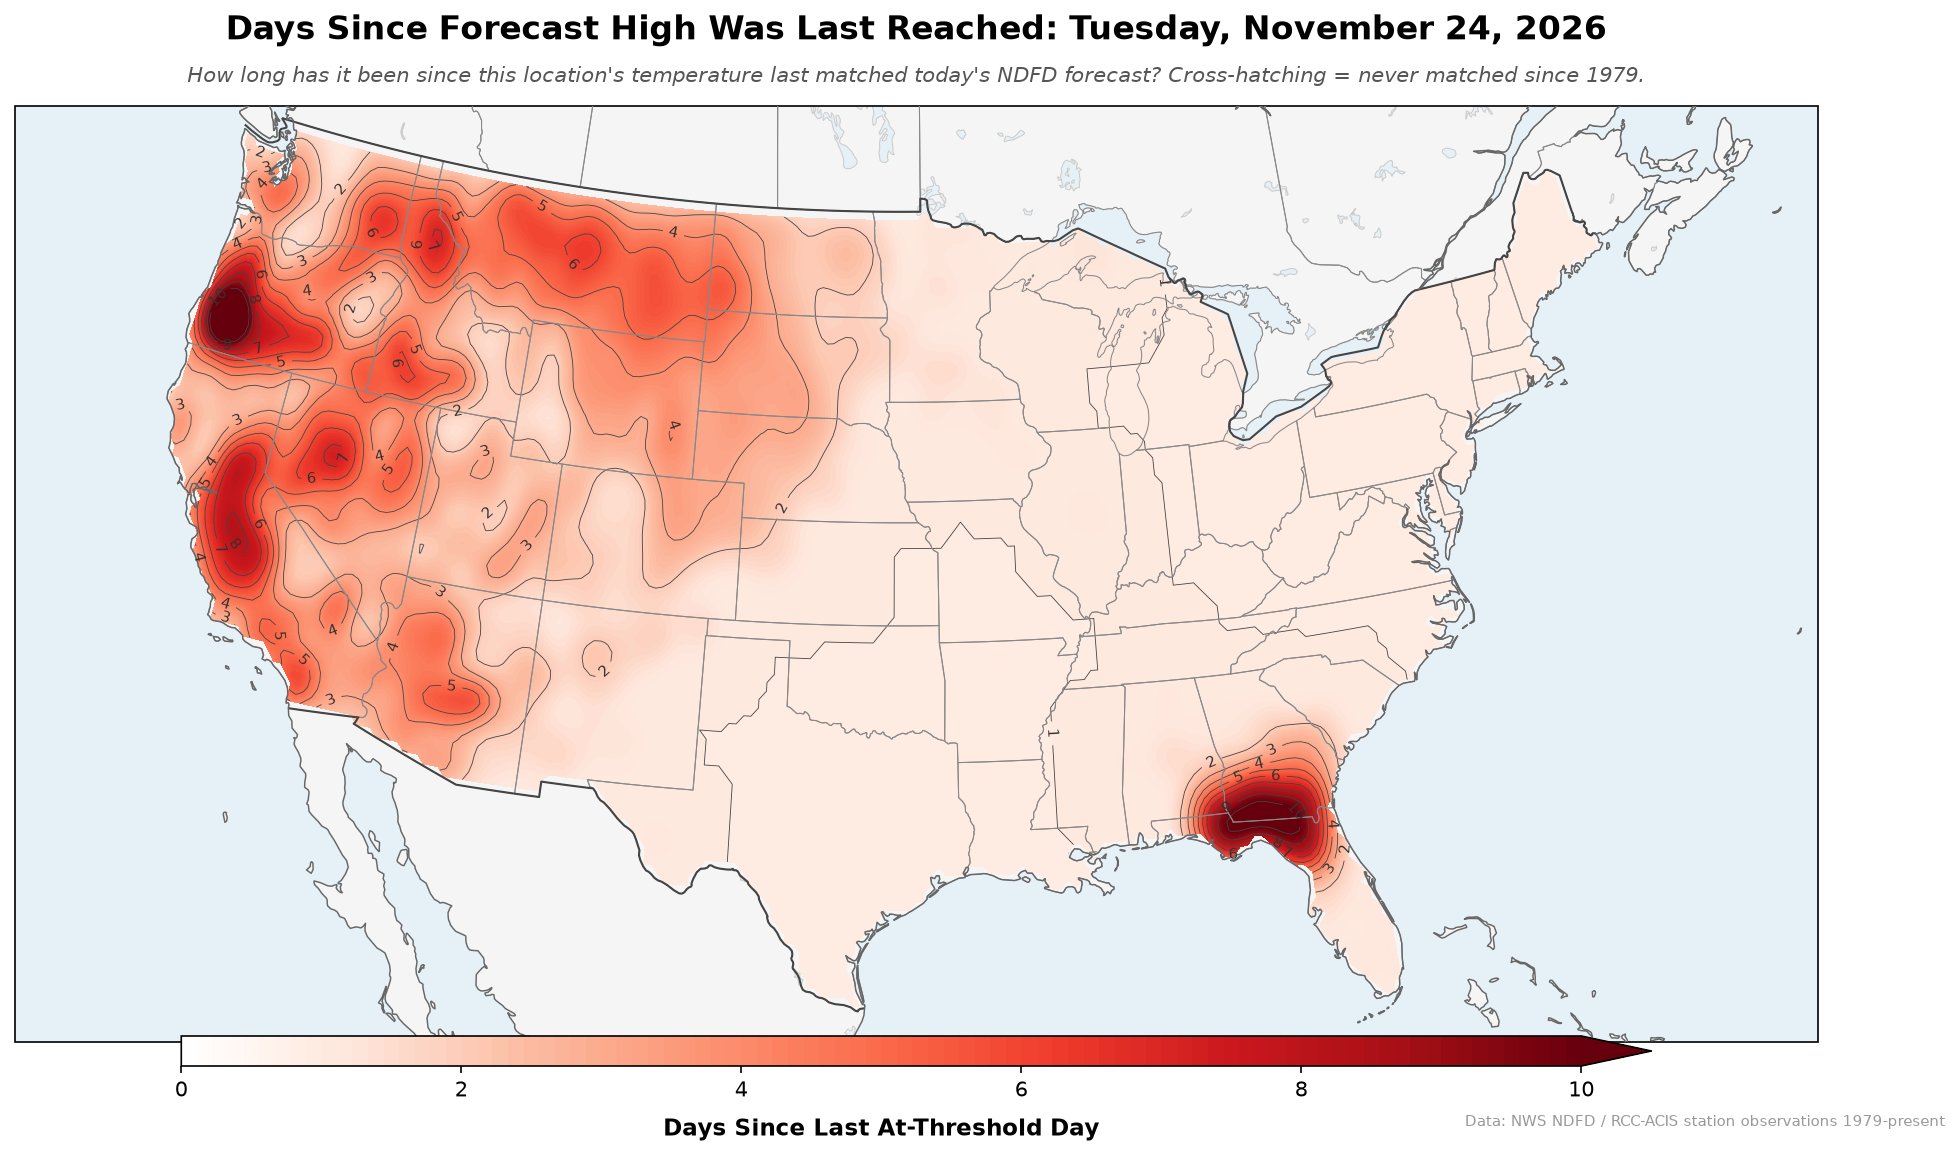 Days Since Forecast High Was Last Reached: Tuesday, November 24, 2026
How long has it been since this location's temperature last matched today's NDFD forecast? Cross-hatching = never matched since 1979.
0 2 4 6 8 10
Days Since Last At-Threshold Day
Data: NWS NDFD / RCC-ACIS station observations 1979-present